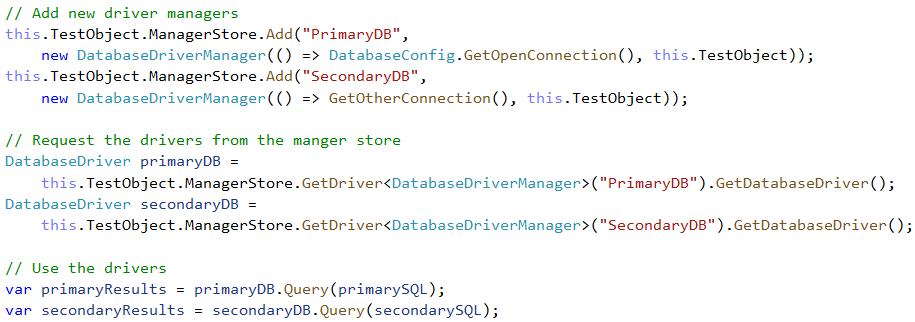 // Add new driver managers
this.TestObject.ManagerStore.Add("PrimaryDB",
    new DatabaseDriverManager(() => DatabaseConfig.GetOpenConnection(), this.TestObject));
this.TestObject.ManagerStore.Add("SecondaryDB",
    new DatabaseDriverManager(() => GetOtherConnection(), this.TestObject));

// Request the drivers from the manger store
DatabaseDriver primaryDB =
    this.TestObject.ManagerStore.GetDriver<DatabaseDriverManager>("PrimaryDB").GetDatabaseDriver();
DatabaseDriver secondaryDB =
    this.TestObject.ManagerStore.GetDriver<DatabaseDriverManager>("SecondaryDB").GetDatabaseDriver();

// Use the drivers
var primaryResults = primaryDB.Query(primarySQL);
var secondaryResults = secondaryDB.Query(secondarySQL);